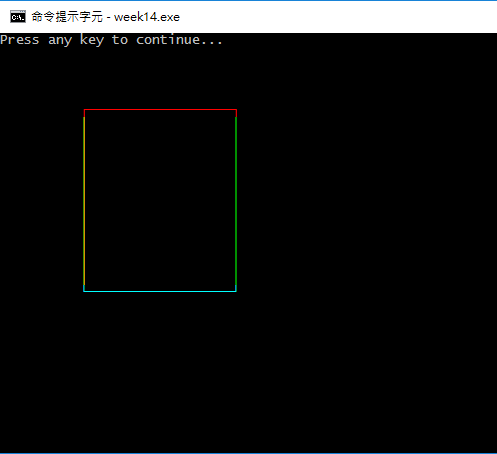 命令提示字元 - week14.exe
Press any key to continue...